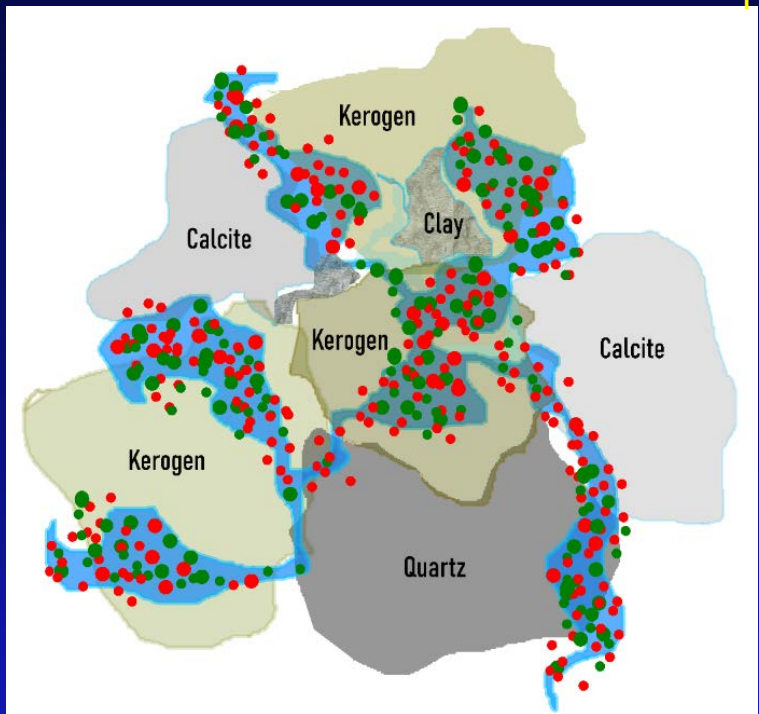 Kerogen
Clay
Calcite
Kerogen
Calcite
Kerogen
Quartz